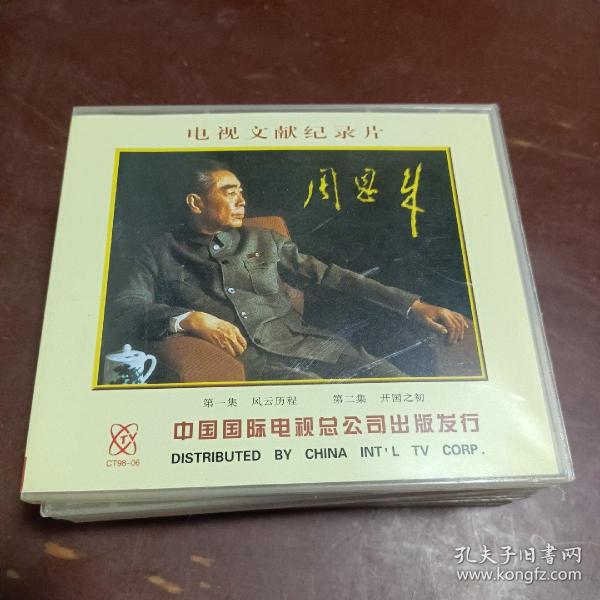 电视文献纪录片
周恩来
第一集 风云历程 第二集 开国之初
中国国际电视总公司出版发行
DISTRIBUTED BY CHINA INT'L TV CORP.
TV
CT98-06
孔夫子旧书网
www.kongfz.com